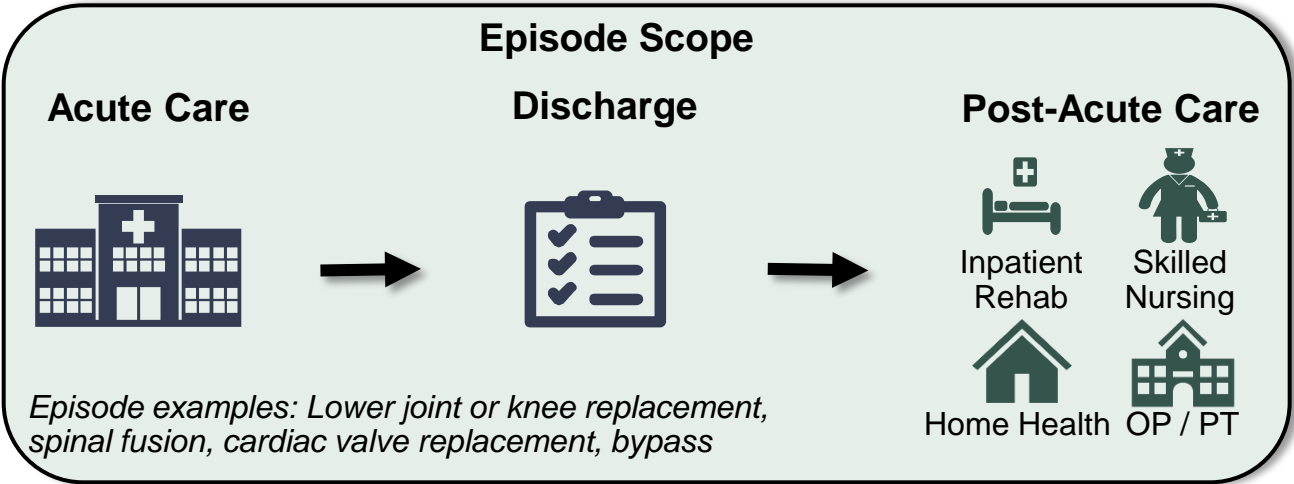 Episode Scope
Acute Care
Discharge
Post-Acute Care
Inpatient
Rehab
Skilled
Nursing
Home Health
OP / PT
Episode examples: Lower joint or knee replacement,
spinal fusion, cardiac valve replacement, bypass